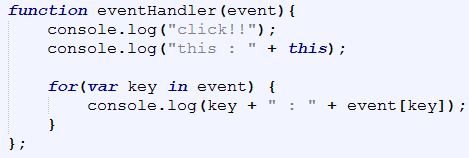 function eventHandler(event){
    console.log("click!!");
    console.log("this : " + this);

    for(var key in event) {
        console.log(key + " : " + event[key]);
    }
};